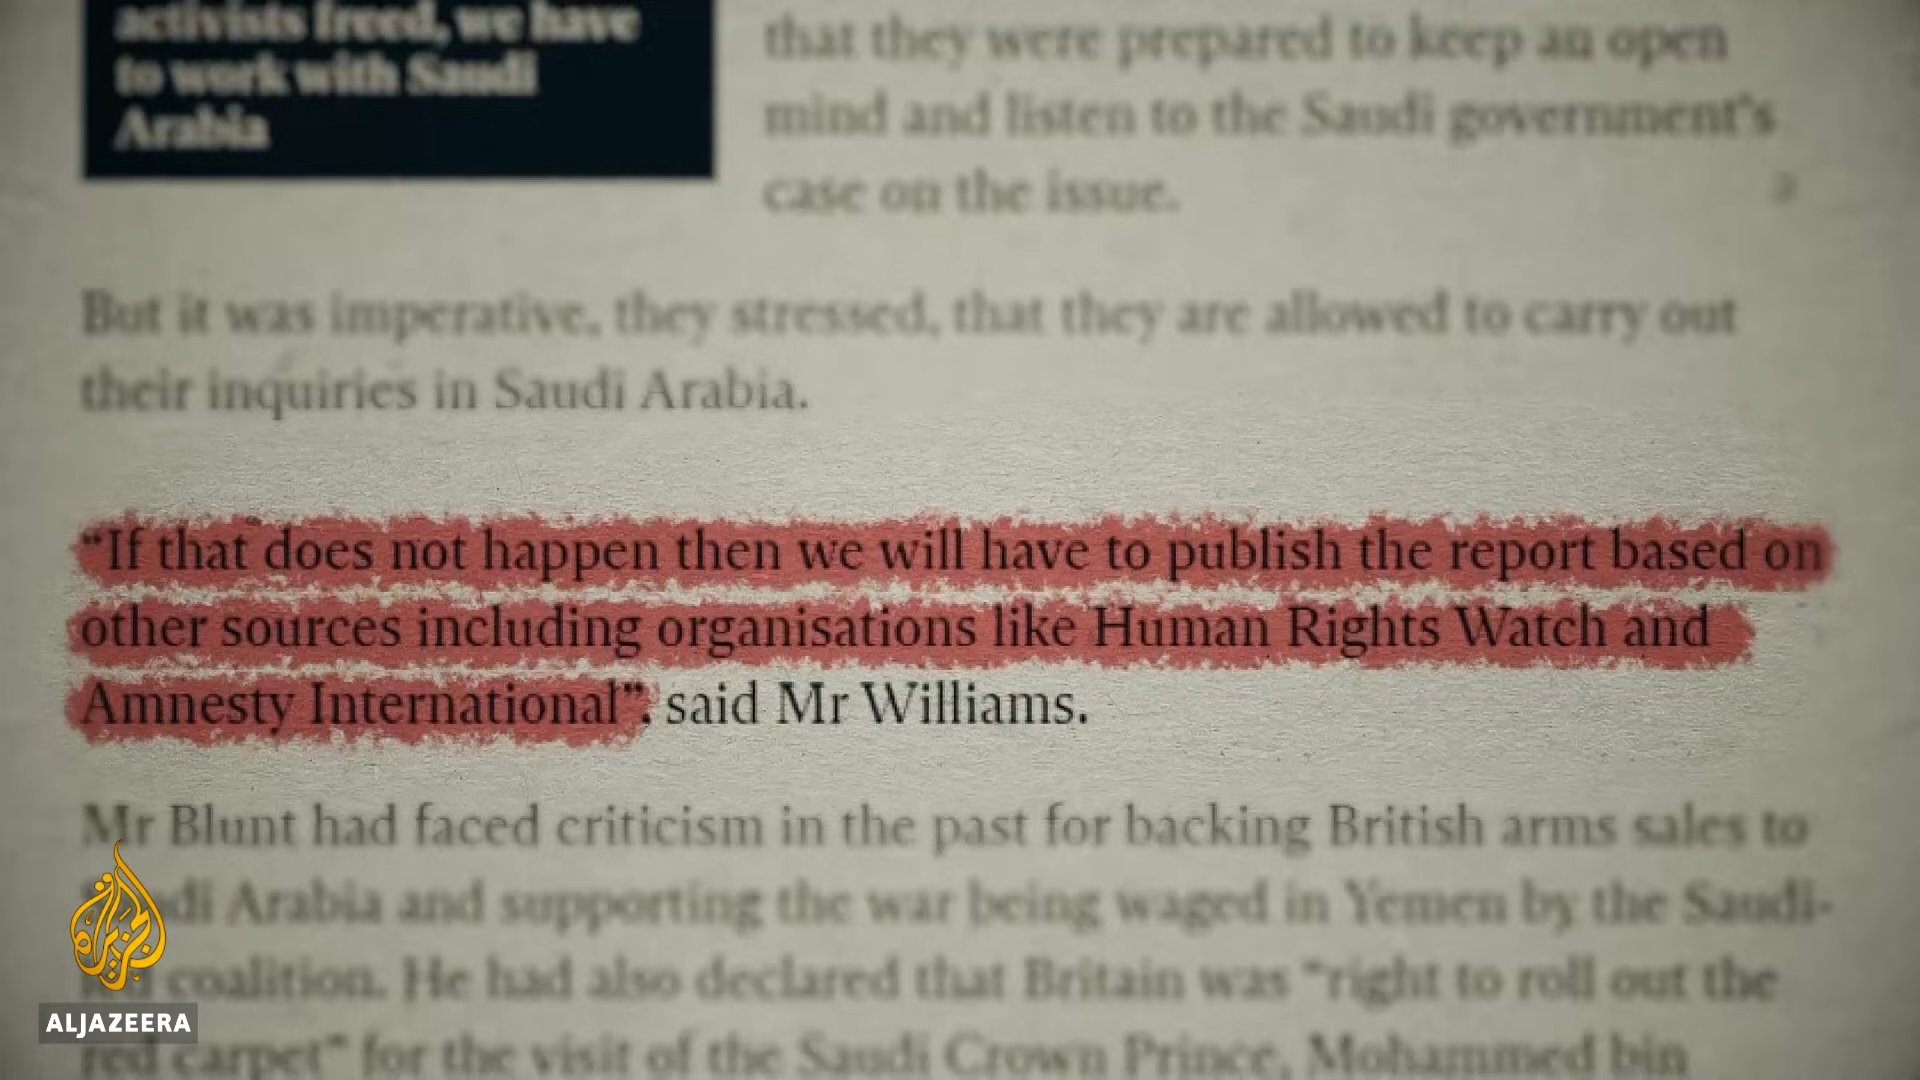 activists freed, we have
to work with Saudi
Arabia
that they were prepared to keep an open
mind and listen to the Saudi government's
case on the issue.
But it was imperative, they stressed, that they are allowed to carry out
their inquiries in Saudi Arabia.
“If that does not happen then we will have to publish the report based on
other sources including organisations like Human Rights Watch and
Amnesty International”. said Mr Williams.
Mr Blunt had faced criticism in the past for backing British arms sales to
Arabia and supporting the war being waged in Yemen by the Saudi-
coalition. He had also declared that Britain was “right to roll out the
red carpet” for the visit of the Saudi Crown Prince, Mohammed bin
الجزيرة
ALJAZEERA